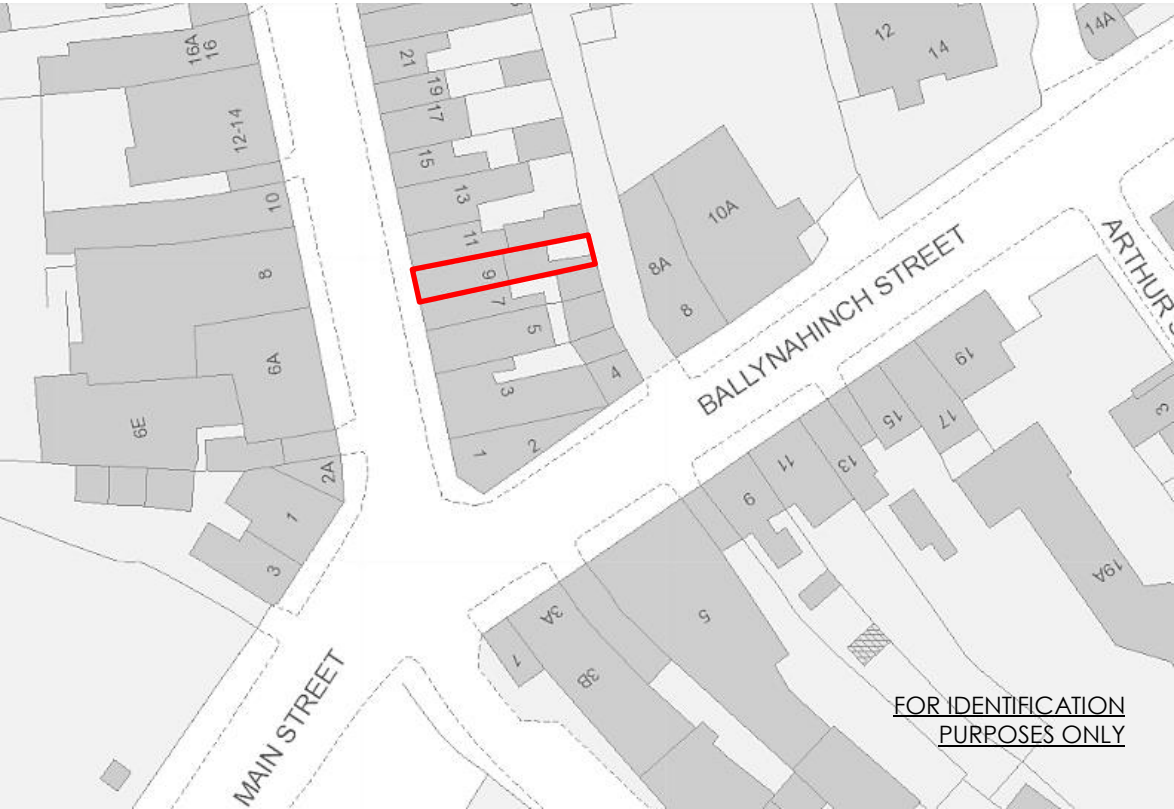 16A
16
12-14
10
8
6A
6E
2A
1
3
21
19
17
15
13
11
9
7
5
3
1
2
4
12
14
14A
10A
8A
8
BALLYNAHINCH STREET
ARTHUR S
19
17
15
13
11
9
3
19A
5
3A
3B
1
MAIN STREET
FOR IDENTIFICATION
PURPOSES ONLY